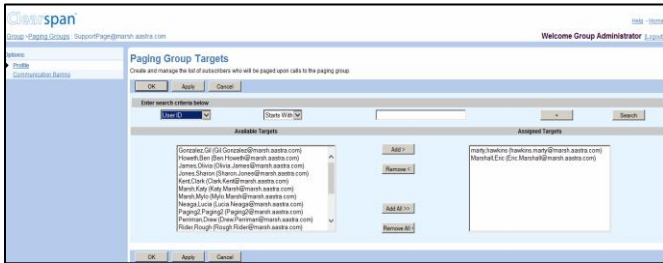 Clearspan
Help - Home
Group > Paging Groups : SupportPage@marsh.aastra.com
Welcome Group Administrator [Logout]
Options:
Profile
Communication Barring
Paging Group Targets
Create and manage the list of subscribers who will be paged upon calls to the paging group.
OK Apply Cancel
Enter search criteria below
User ID Starts With + Search
Available Targets Assigned Targets
Gonzalez,Gil (Gil.Gonzalez@marsh.aastra.com)
Howeth,Ben (Ben.Howeth@marsh.aastra.com)
James,Olivia (Olivia.James@marsh.aastra.com)
Jones,Sharon (Sharon.Jones@marsh.aastra.com)
Kent,Clark (Clark.Kent@marsh.aastra.com)
Marsh,Katy (Katy.Marsh@marsh.aastra.com)
Marsh,Mylo (Mylo.Marsh@marsh.aastra.com)
Neaga,Lucia (Lucia.Neaga@marsh.aastra.com)
Paging2,Paging2 (Paging2@marsh.aastra.com)
Perriman,Drew (Drew.Perriman@marsh.aastra.com)
Rider,Rough (Rough.Rider@marsh.aastra.com)
Add >
Remove <
Add All >>
Remove All
marty,hawkins (hawkins.marty@marsh.aastra.com)
Marshall,Eric (Eric.Marshall@marsh.aastra.com)
OK Apply Cancel